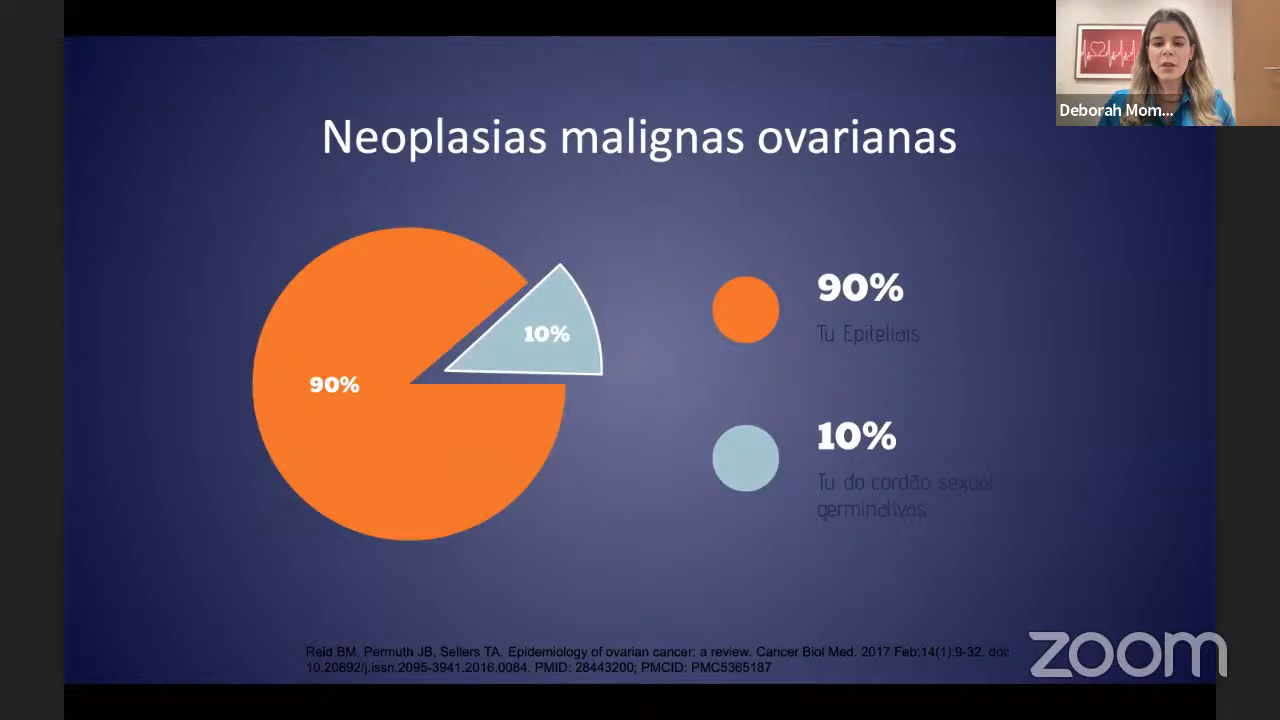 Deborah Mom...
Neoplasias malignas ovarianas
90%
10%
90%
Tu Epiteliais
10%
Tu do cordão sexual
germinativas
Reid BM, Permuth JB, Sellers TA. Epidemiology of ovarian cancer: a review. Cancer Biol Med. 2017 Feb;14(1):9-32. doi:
10.20892/j.issn.2095-3941.2016.0084. PMID: 28443200; PMCID: PMC5365187
zoom